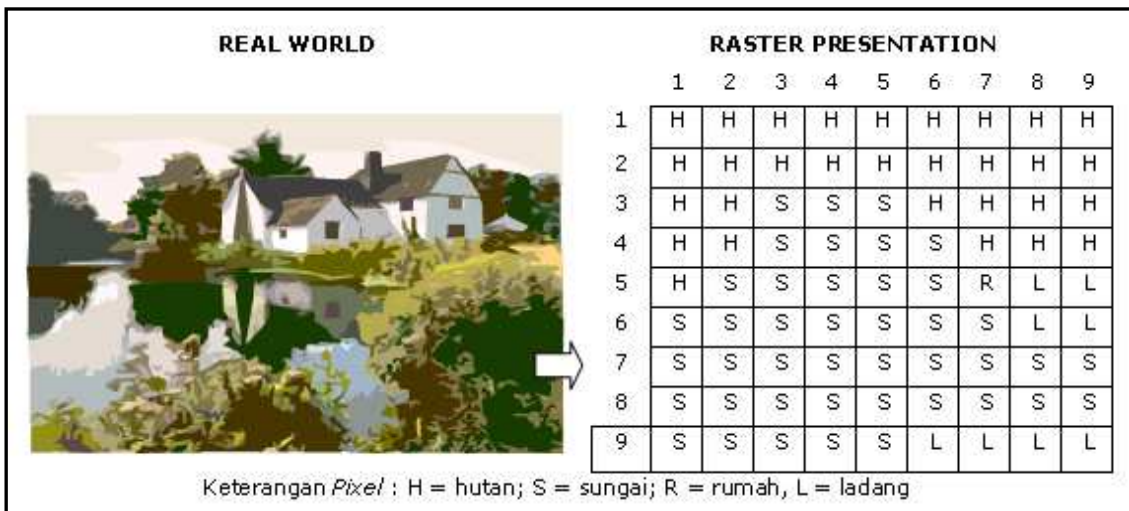 REAL WORLD
RASTER PRESENTATION
1 2 3 4 5 6 7 8 9
1 H H H H H H H H H
2 H H H H H H H H H
3 H H S S S H H H H
4 H H S S S S H H H
5 H S S S S S R L L
6 S S S S S S S L L
7 S S S S S S S S S
8 S S S S S S S S S
9 S S S S S L L L L
Keterangan Pixel : H = hutan; S = sungai; R = rumah, L = ladang